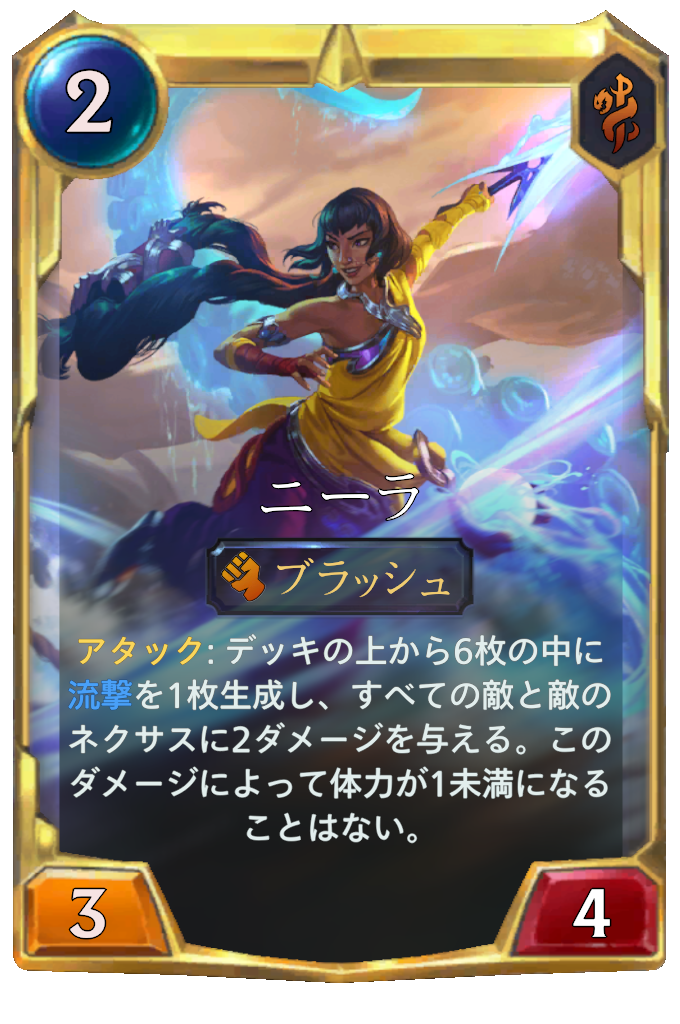 2
ニーラ
ブラッシュ
アタック: デッキの上から6枚の中に
流撃を1枚生成し、すべての敵と敵の
ネクサスに2ダメージを与える。この
ダメージによって体力が1未満になる
ことはない。
3
4